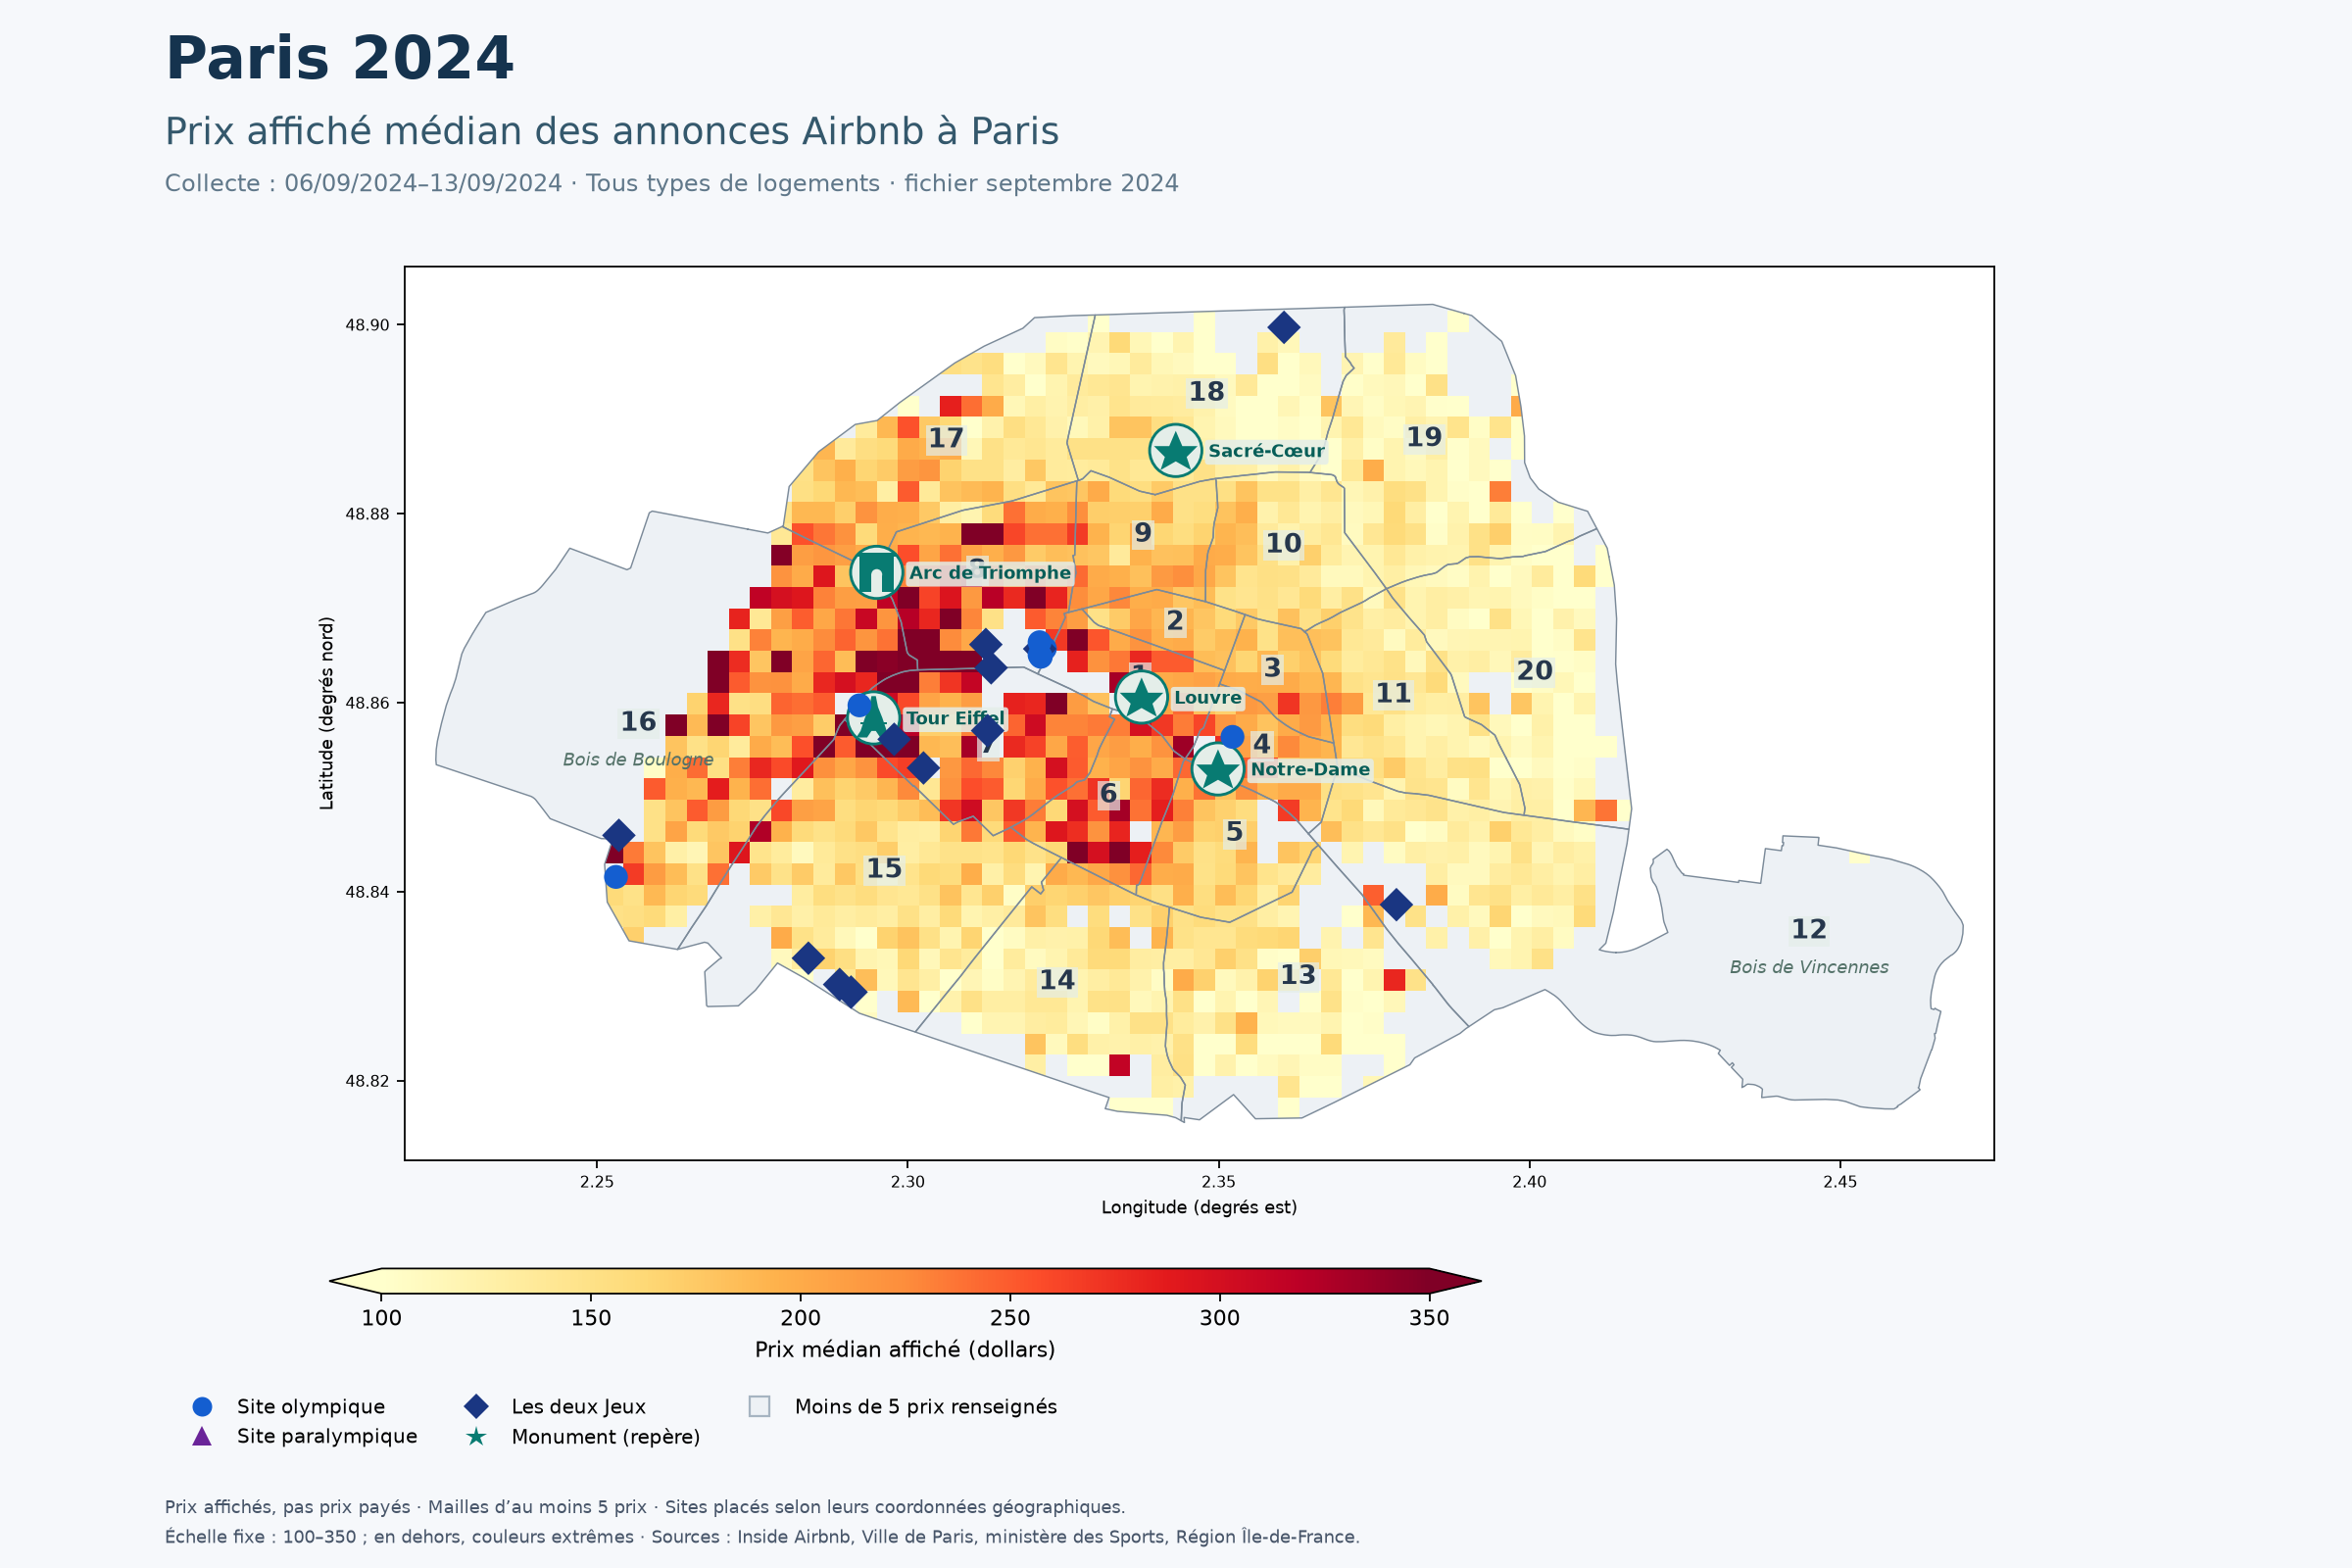 Paris 2024
Prix affiché médian des annonces Airbnb à Paris
Collecte : 06/09/2024–13/09/2024 · Tous types de logements · fichier septembre 2024
Latitude (degrés nord)
48.90
48.88
48.86
48.84
48.82
18
17
19
Sacré-Cœur
9
10
Arc de Triomphe
2
3
20
11
Louvre
16
Tour Eiffel
7
4
Bois de Boulogne
Notre-Dame
6
5
15
12
Bois de Vincennes
14
13
2.25
2.30
2.35
2.40
2.45
Longitude (degrés est)
100
150
200
250
300
350
Prix médian affiché (dollars)
Site olympique
Les deux Jeux
Moins de 5 prix renseignés
Site paralympique
Monument (repère)
Prix affichés, pas prix payés · Mailles d’au moins 5 prix · Sites placés selon leurs coordonnées géographiques.
Échelle fixe : 100–350 ; en dehors, couleurs extrêmes · Sources : Inside Airbnb, Ville de Paris, ministère des Sports, Région Île-de-France.